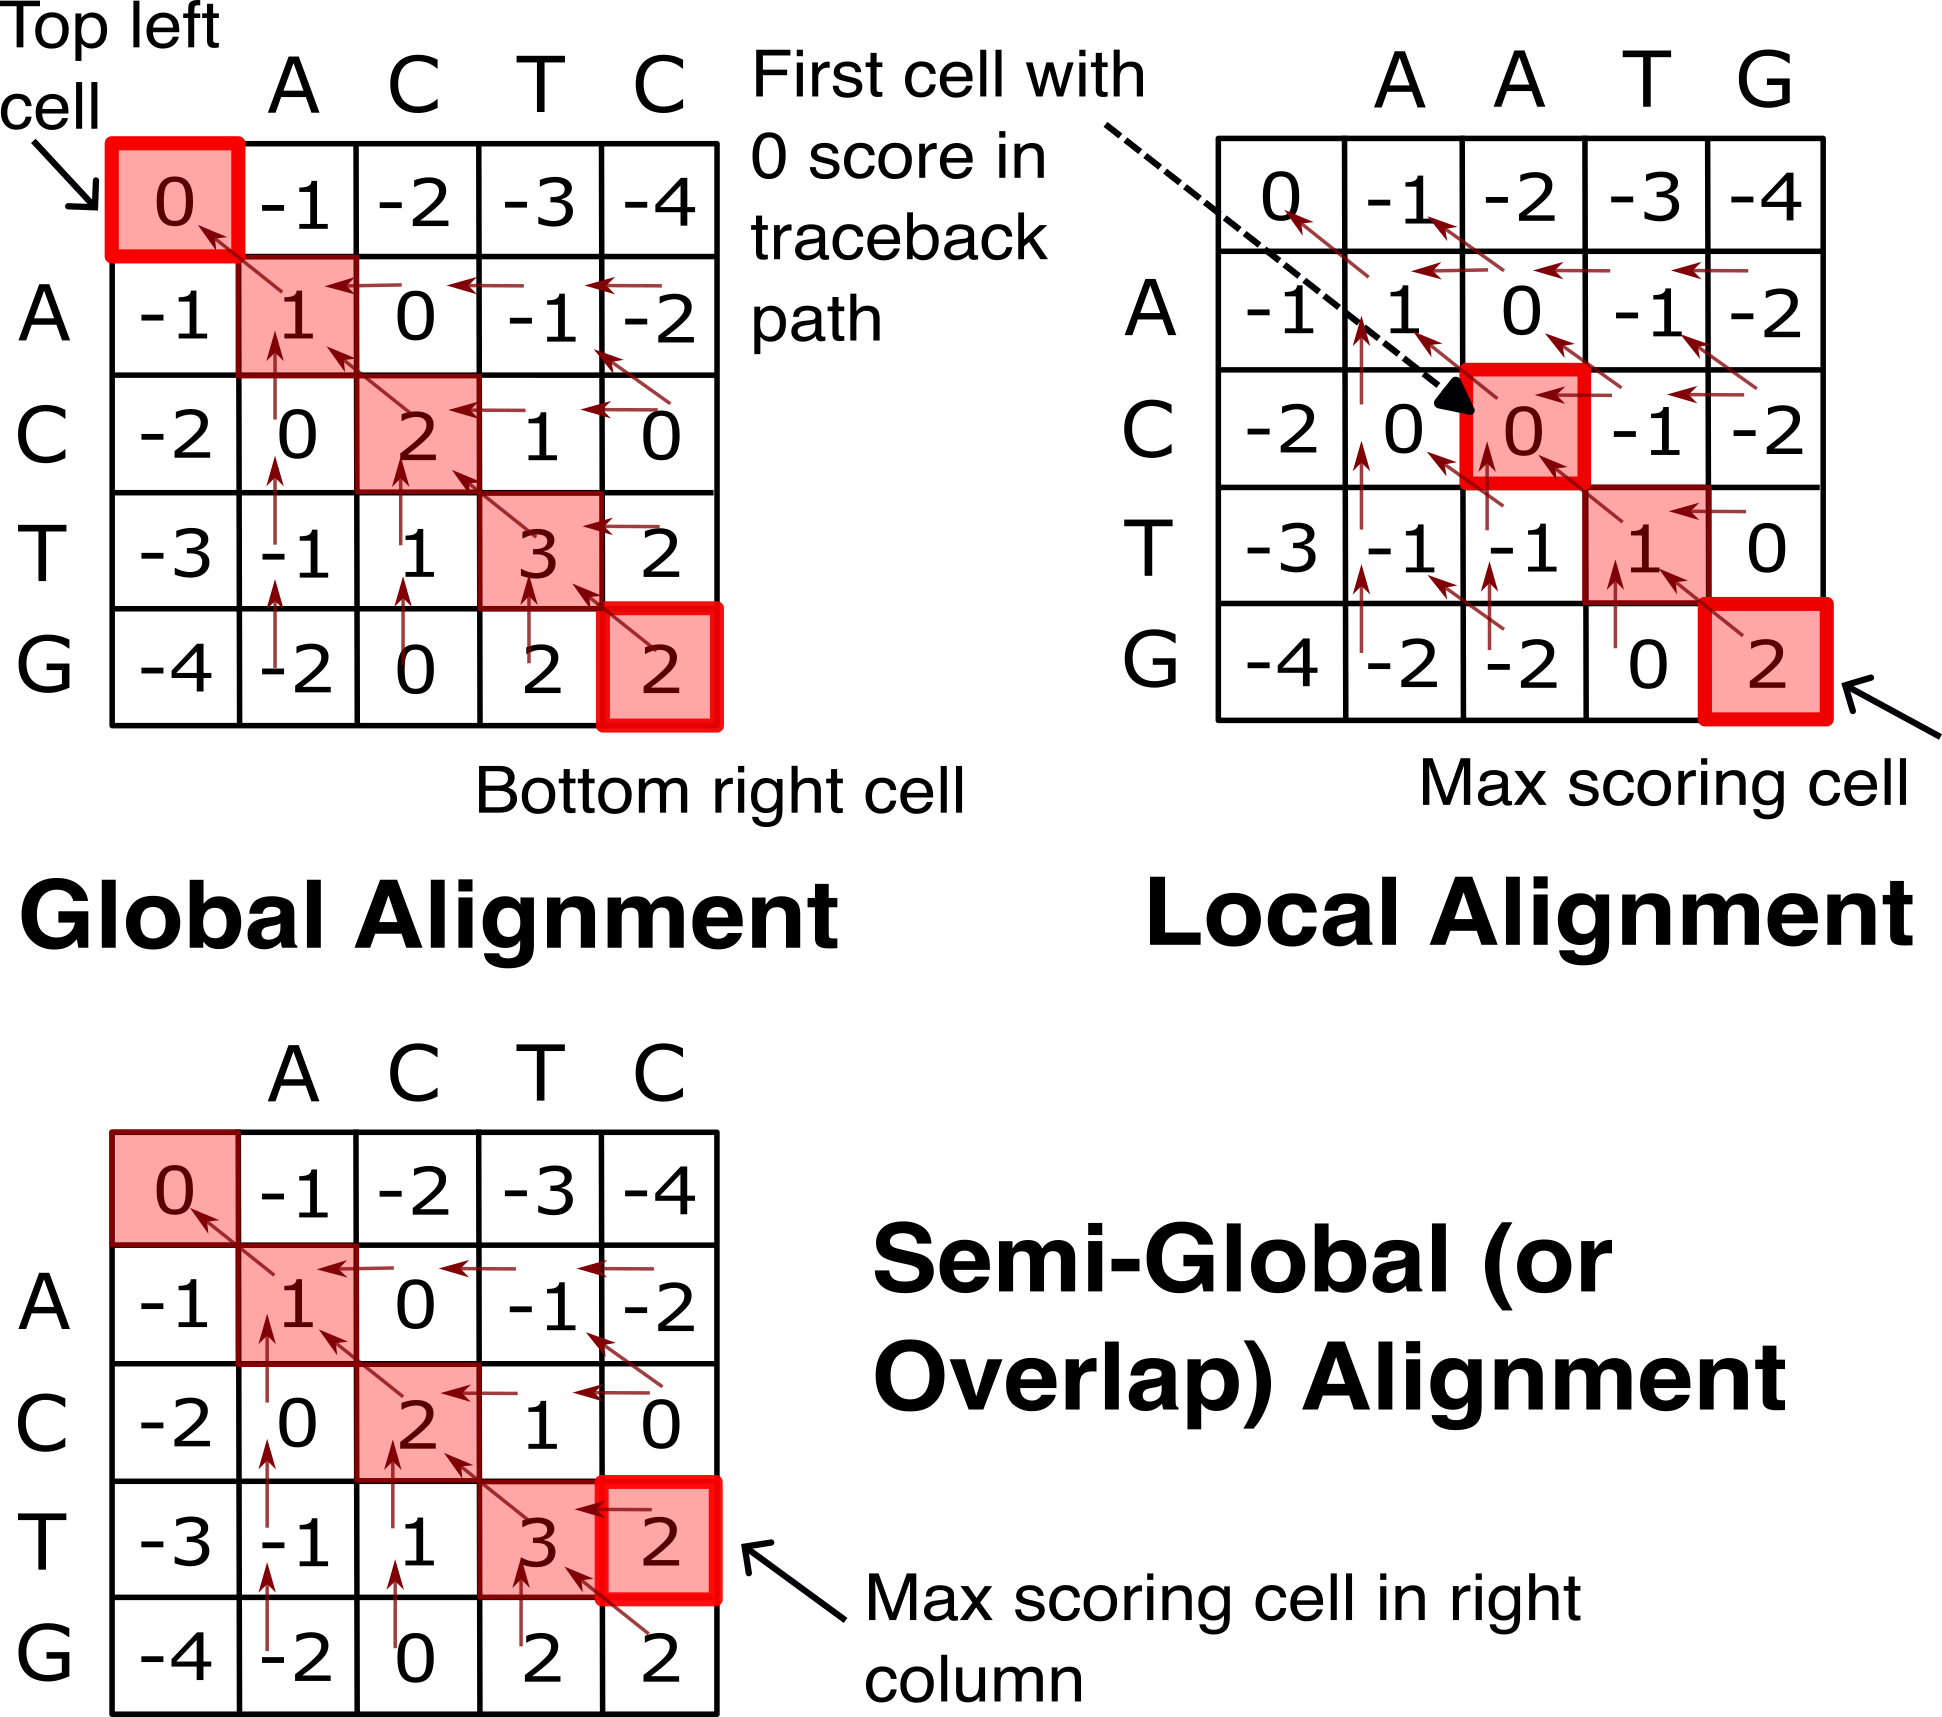 Top left
cell
A C T C
0 -1 -2 -3 -4
A -1 1 0 -1 -2
C -2 0 2 1 0
T -3 -1 1 3 2
G -4 -2 0 2 2
Bottom right cell
Global Alignment
First cell with
0 score in
traceback
path
A A T G
0 -1 -2 -3 -4
A -1 1 0 -1 -2
C -2 0 0 -1 -2
T -3 -1 -1 1 0
G -4 -2 -2 0 2
Max scoring cell
Local Alignment
A C T C
0 -1 -2 -3 -4
A -1 1 0 -1 -2
C -2 0 2 1 0
T -3 -1 1 3 2
G -4 -2 0 2 2
Semi-Global (or
Overlap) Alignment
Max scoring cell in right
column